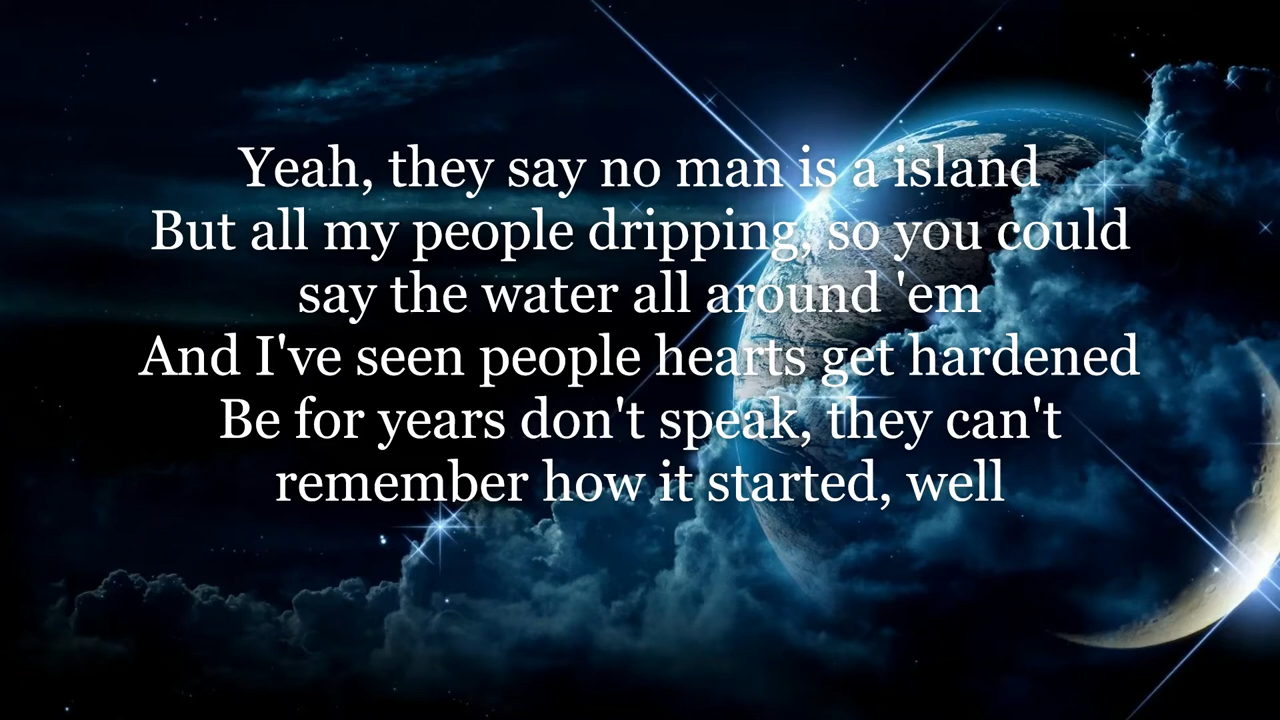 Yeah, they say no man is a island
But all my people dripping, so you could
say the water all around 'em
And I've seen people hearts get hardened
Be for years don't speak, they can't
remember how it started, well